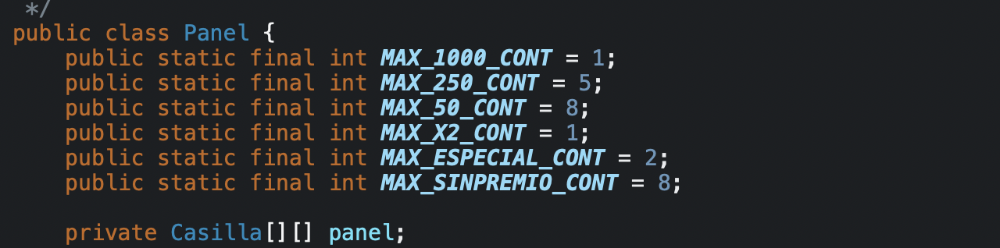 */
public class Panel {
public static final int MAX_1000_CONT = 1;
public static final int MAX_250_CONT = 5;
public static final int MAX_50_CONT = 8;
public static final int MAX_X2_CONT = 1;
public static final int MAX_ESPECIAL_CONT = 2;
public static final int MAX_SINPREMIO_CONT = 8;
private Casilla[][] panel;